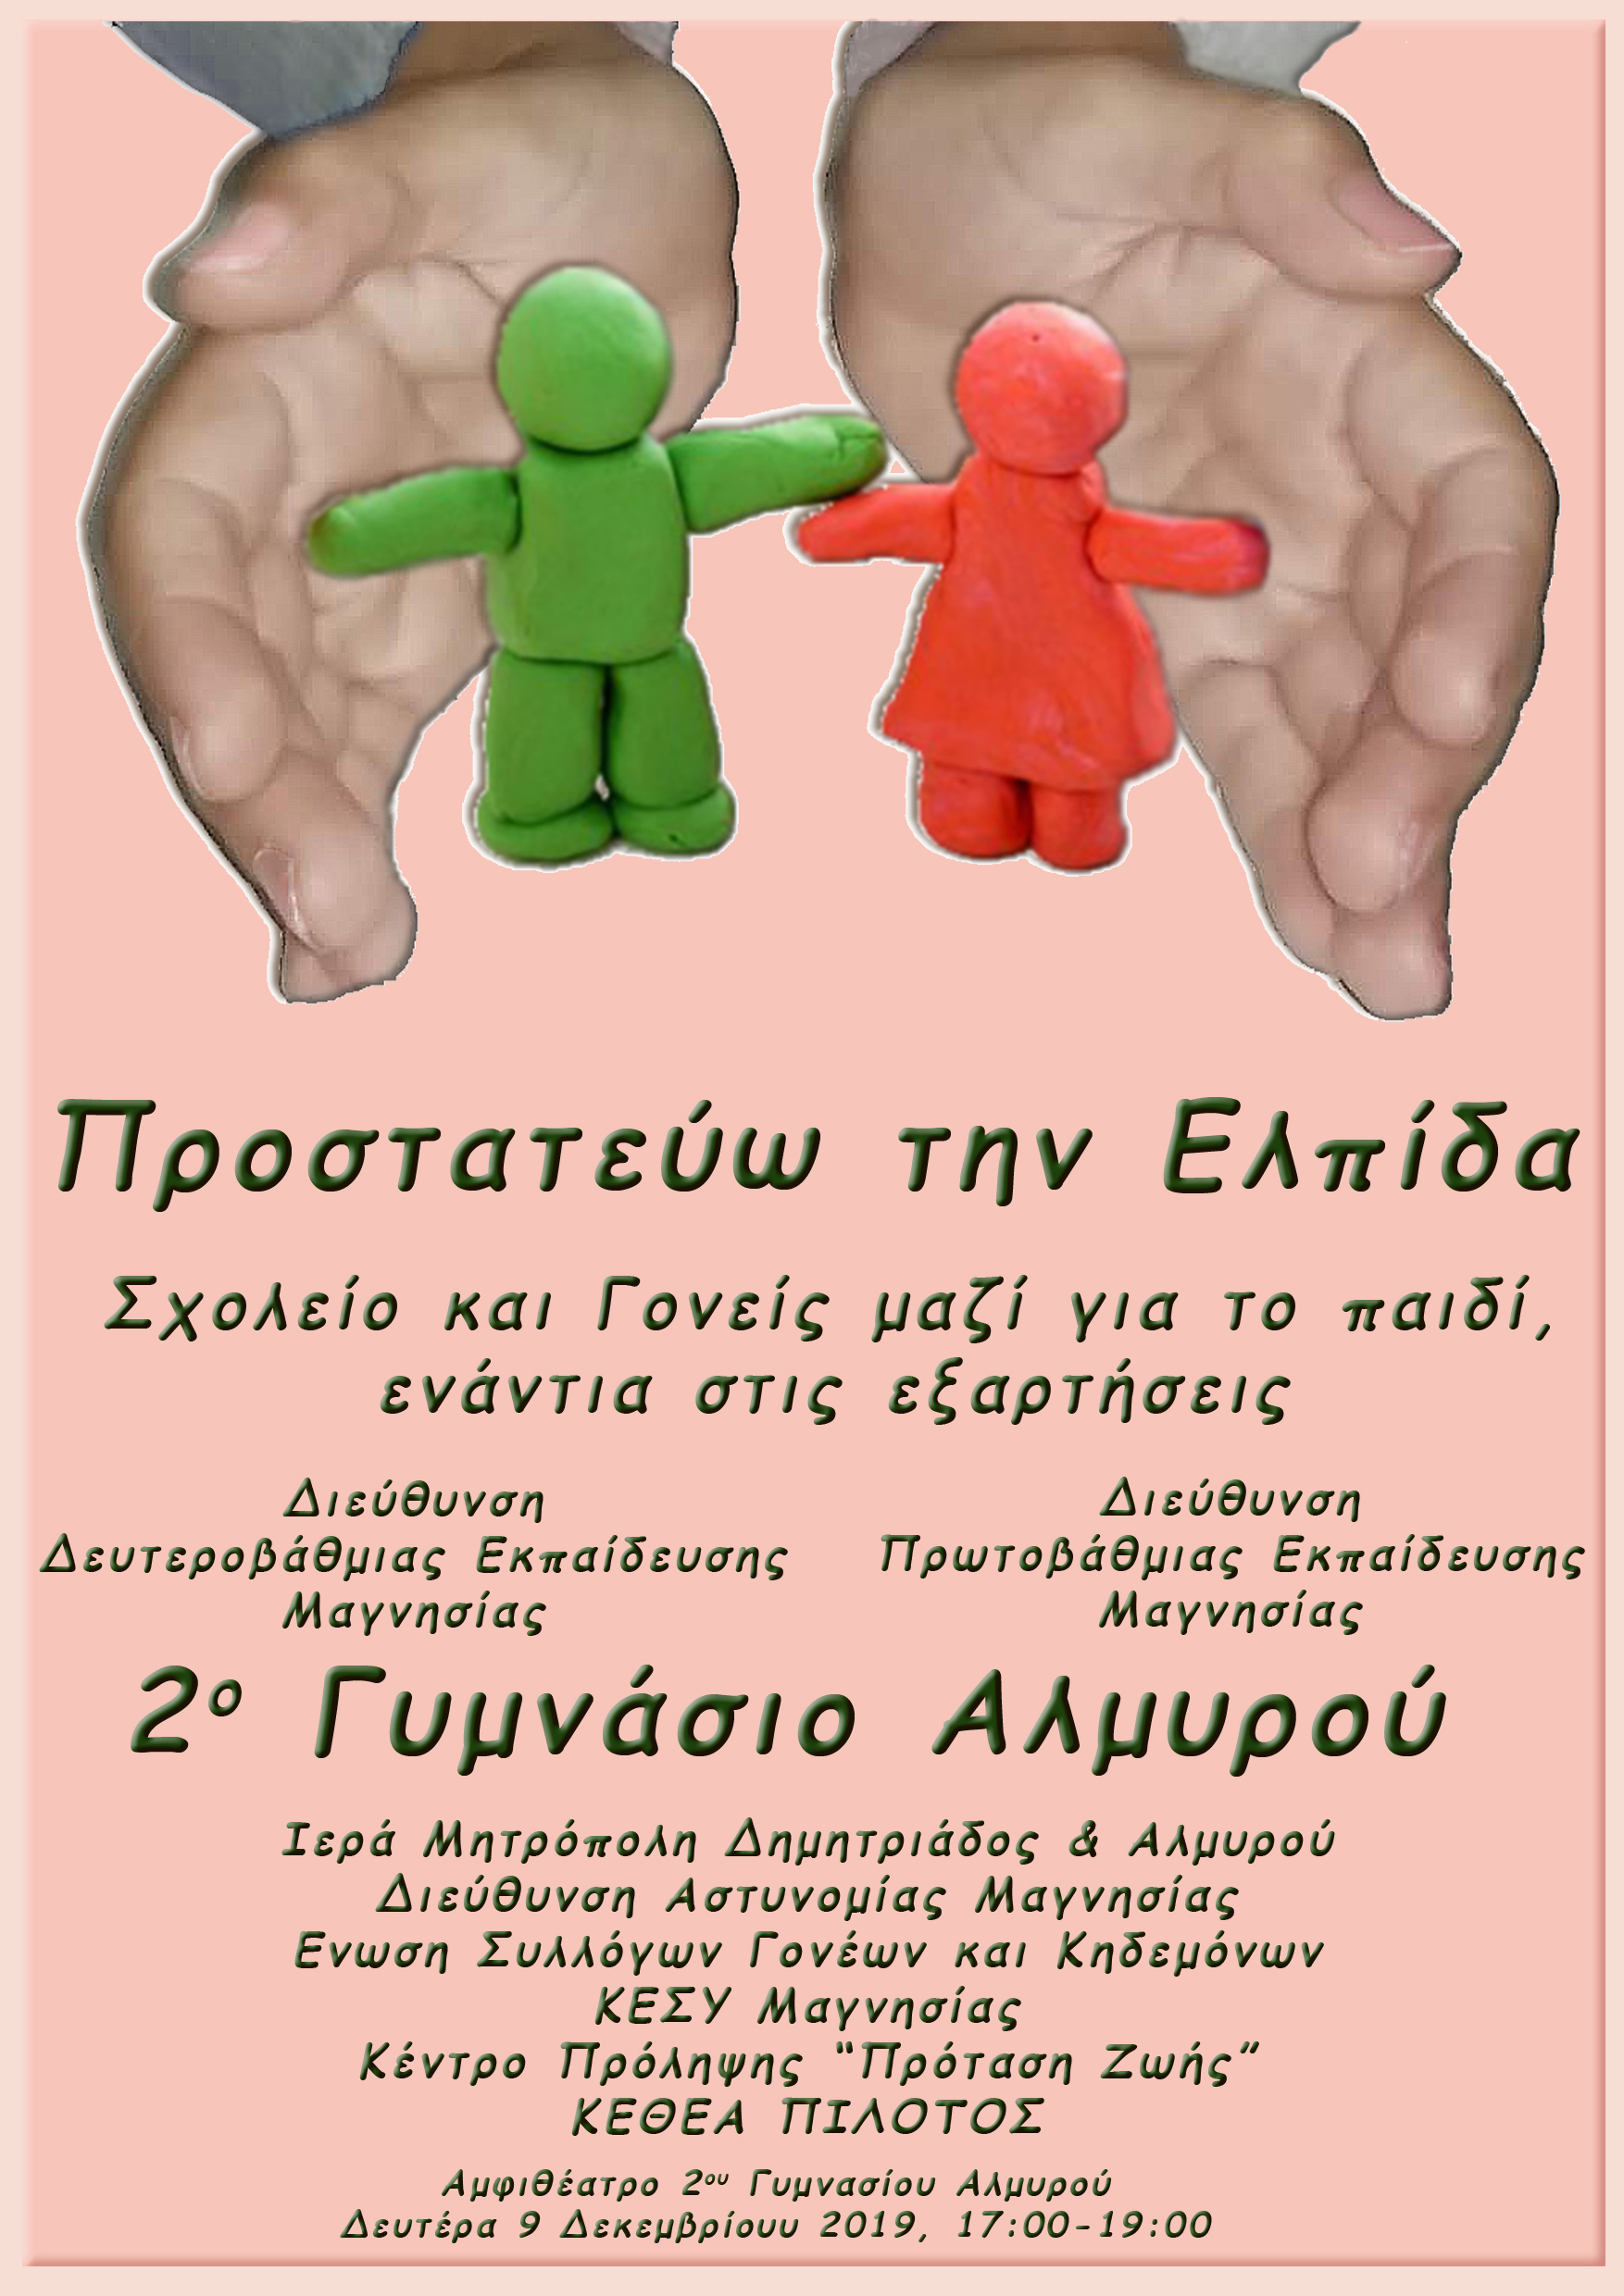 Προστατεύω την Ελπίδα
Σχολείο και Γονείς μαζί για το παιδί,
ενάντια στις εξαρτήσεις
Διεύθυνση
Δευτεροβάθμιας Εκπαίδευσης
Μαγνησίας
Διεύθυνση
Πρωτοβάθμιας Εκπαίδευσης
Μαγνησίας
2ο Γυμνάσιο Αλμυρού
Ιερά Μητρόπολη Δημητριάδος & Αλμυρού
Διεύθυνση Αστυνομίας Μαγνησίας
Ενωση Συλλόγων Γονέων και Κηδεμόνων
ΚΕΣΥ Μαγνησίας
Κέντρο Πρόληψης “Πρόταση Ζωής”
ΚΕΘΕΑ ΠΙΛΟΤΟΣ
Αμφιθέατρο 2ου Γυμνασίου Αλμυρού
Δευτέρα 9 Δεκεμβρίουυ 2019, 17:00-19:00